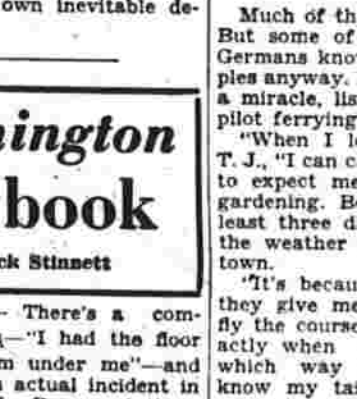 own inevitable de-
ington
book
ck Stinnett
There's a com-
—"I had the floor
m under me"—and
actual incident in
Much of th
But some of
Germans know
ples anyway.
a miracle, lis
pilot ferrying
"When I l
T. J., "I can c
to expect me
gardening. B
least three d
the weather
town.
"It's becau
they give me
fly the course
actly when
which way
know my tai